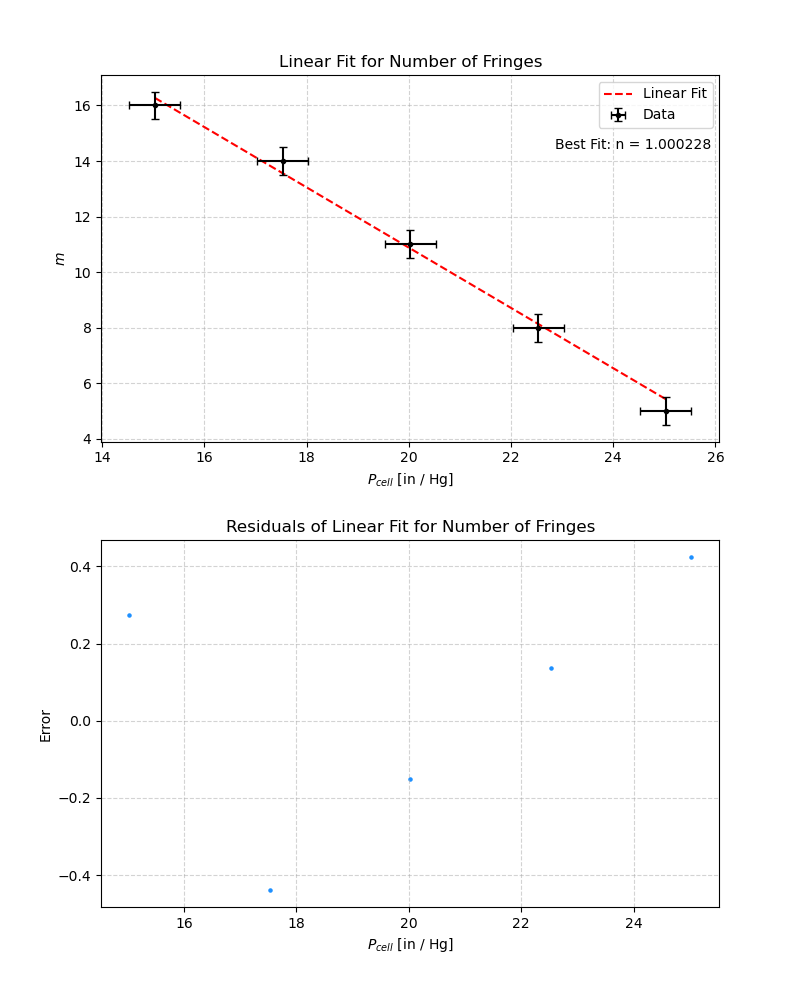 Linear Fit for Number of Fringes
Linear Fit
Data
Best Fit: n = 1.000228
16
14
12
10
8
6
4
m
14 16 18 20 22 24 26
P_cell [in / Hg]
Residuals of Linear Fit for Number of Fringes
0.4
0.2
0.0
−0.2
−0.4
Error
16 18 20 22 24
P_cell [in / Hg]